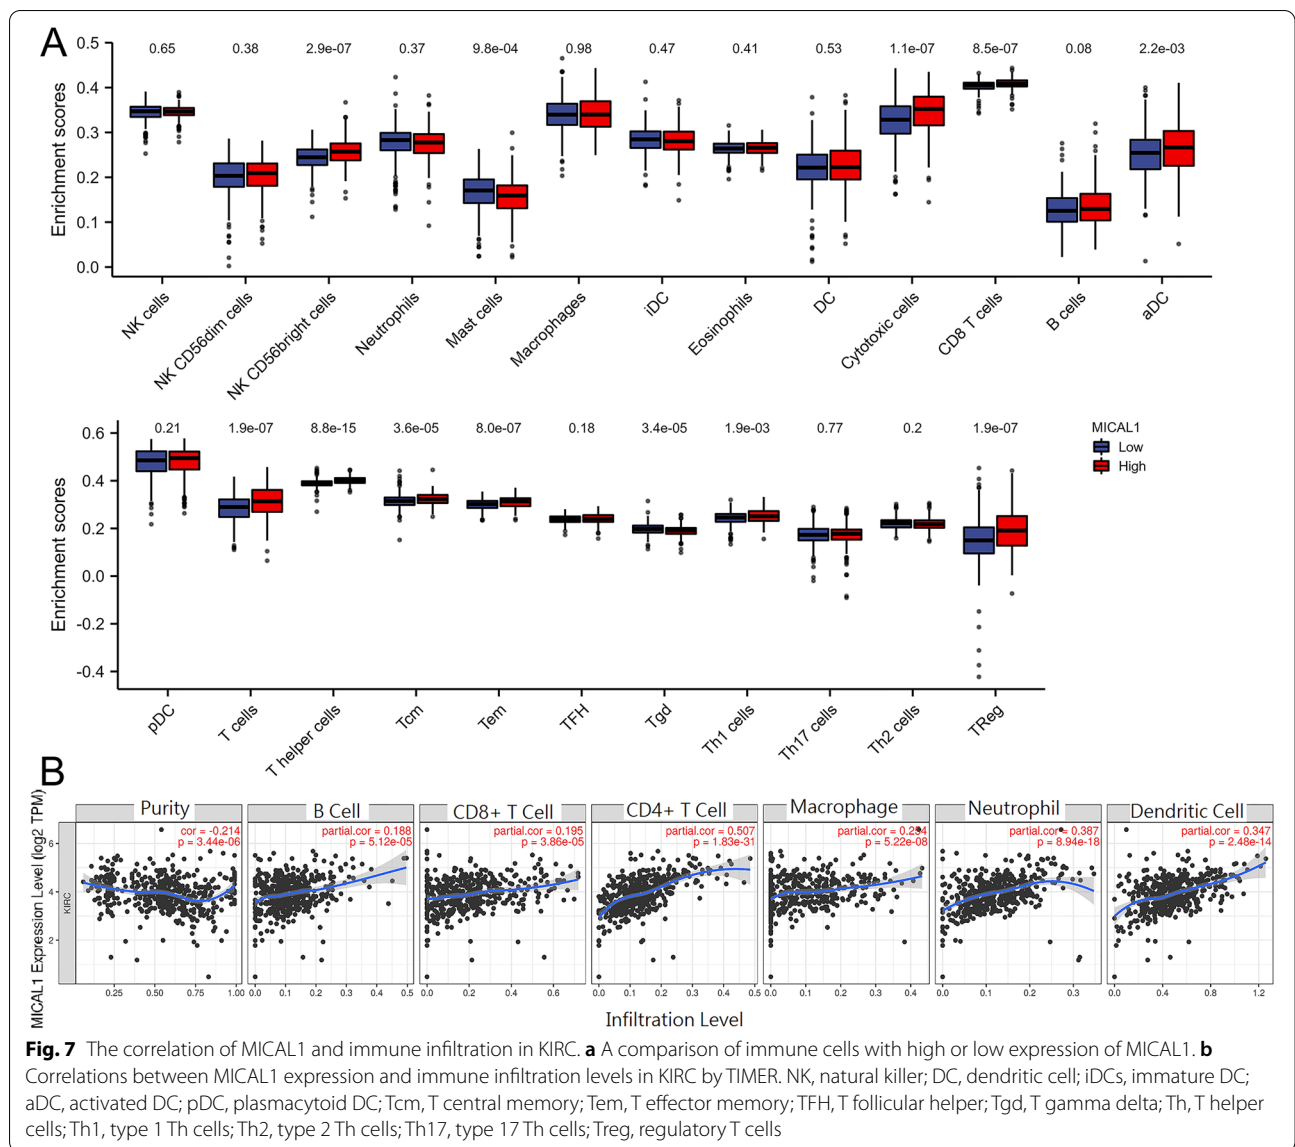 A
0.65 0.38 2.9e-07 0.37 9.8e-04 0.98 0.47 0.41 0.53 1.1e-07 8.5e-07 0.08 2.2e-03
Enrichment scores
0.5
0.4
0.3
0.2
0.1
0.0
NK cells
NK CD56dim cells
NK CD56bright cells
Neutrophils
Mast cells
Macrophages
iDC
Eosinophils
DC
Cytotoxic cells
CD8 T cells
B cells
aDC
0.21 1.9e-07 8.8e-15 3.6e-05 8.0e-07 0.18 3.4e-05 1.9e-03 0.77 0.2 1.9e-07
Enrichment scores
0.6
0.4
0.2
0.0
-0.2
-0.4
pDC
T cells
T helper cells
Tcm
Tem
TFH
Tgd
Th1 cells
Th17 cells
Th2 cells
TReg
MICAL1
Low
High
B
MICAL1 Expression Level (log2 TPM)
KIRC
6
4
2
Purity
cor = -0.214
p = 3.44e-06
0.25 0.50 0.75 1.00
B Cell
partial.cor = 0.188
p = 5.12e-05
0.0 0.1 0.2 0.3 0.4 0.5
CD8+ T Cell
partial.cor = 0.195
p = 3.86e-05
0.0 0.2 0.4 0.6
CD4+ T Cell
partial.cor = 0.507
p = 1.83e-31
0.0 0.1 0.2 0.3 0.4 0.5
Macrophage
partial.cor = 0.254
p = 5.22e-08
0.0 0.1 0.2 0.3 0.4
Neutrophil
partial.cor = 0.387
p = 8.94e-18
0.0 0.1 0.2 0.3
Dendritic Cell
partial.cor = 0.347
p = 2.48e-14
0.0 0.4 0.8 1.2
Infiltration Level
Fig. 7 The correlation of MICAL1 and immune infiltration in KIRC. a A comparison of immune cells with high or low expression of MICAL1. b
Correlations between MICAL1 expression and immune infiltration levels in KIRC by TIMER. NK, natural killer; DC, dendritic cell; iDCs, immature DC;
aDC, activated DC; pDC, plasmacytoid DC; Tcm, T central memory; Tem, T effector memory; TFH, T follicular helper; Tgd, T gamma delta; Th, T helper
cells; Th1, type 1 Th cells; Th2, type 2 Th cells; Th17, type 17 Th cells; Treg, regulatory T cells